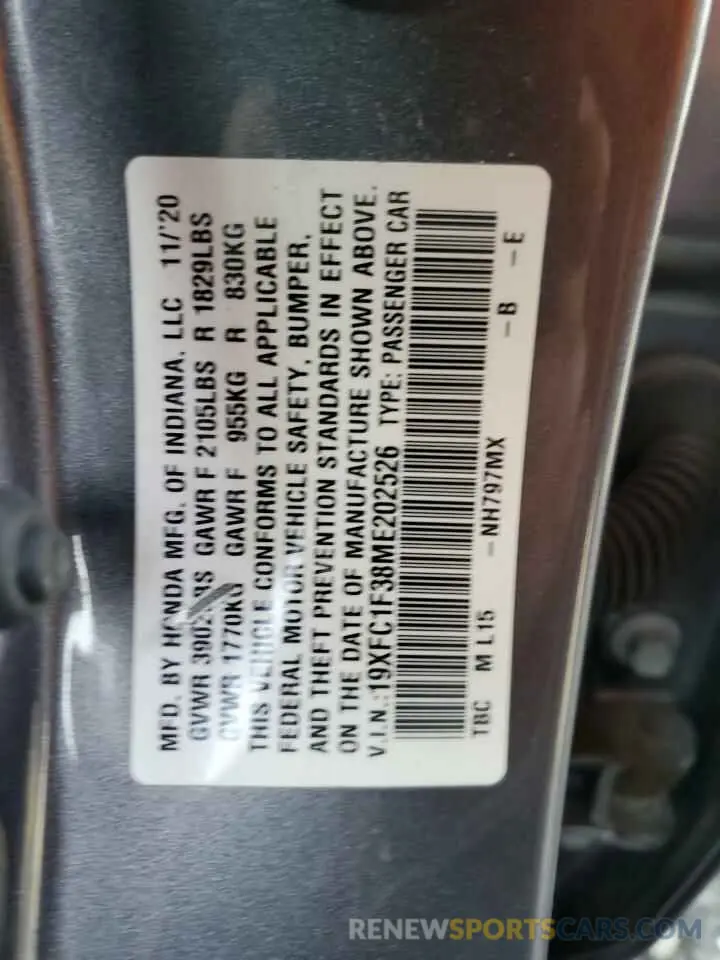 MFD. BY HONDA MFG. OF INDIANA, LLC 11/'20
GVWR GAWR F 2105LBS R 1829LBS
GVWR 1770KG GAWR F 955KG R 830KG
THIS VEHICLE CONFORMS TO ALL APPLICABLE
FEDERAL MOTOR VEHICLE SAFETY, BUMPER,
AND THEFT PREVENTION STANDARDS IN EFFECT
ON THE DATE OF MANUFACTURE SHOWN ABOVE.
V.I.N.:19XFC1F38ME202526 TYPE: PASSENGER CAR
TBC M L15 -NH797MX -B -E
RENEWSPORTSCARS.COM